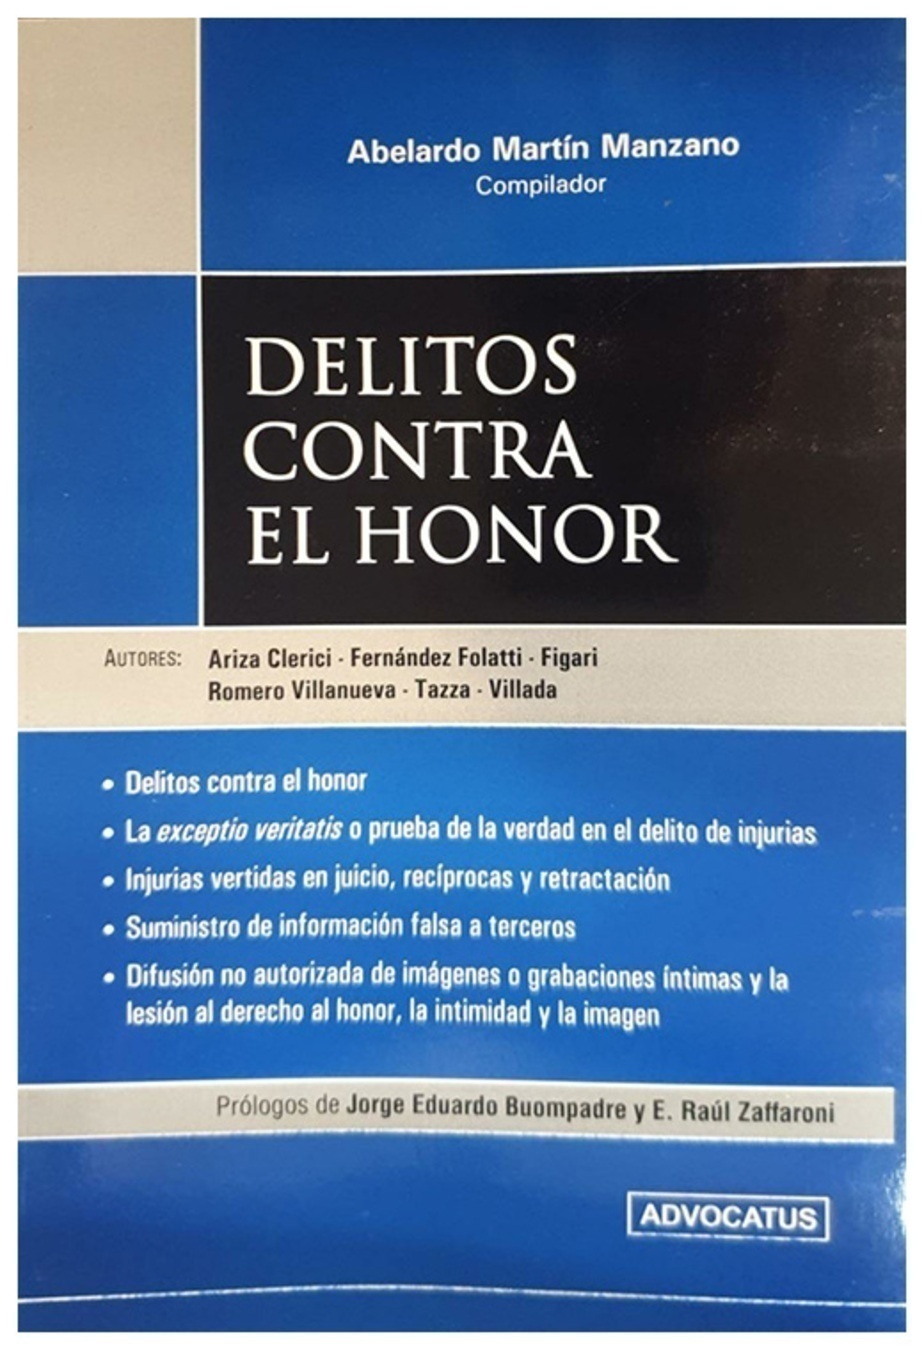 Abelardo Martín Manzano
Compilador
DELITOS
CONTRA
EL HONOR
AUTORES: Ariza Clerici · Fernández Folatti · Figari
Romero Villanueva · Tazza · Villada
• Delitos contra el honor
• La exceptio veritatis o prueba de la verdad en el delito de injurias
• Injurias vertidas en juicio, recíprocas y retractación
• Suministro de información falsa a terceros
• Difusión no autorizada de imágenes o grabaciones íntimas y la
lesión al derecho al honor, la intimidad y la imagen
Prólogos de Jorge Eduardo Buompadre y E. Raúl Zaffaroni
ADVOCATUS